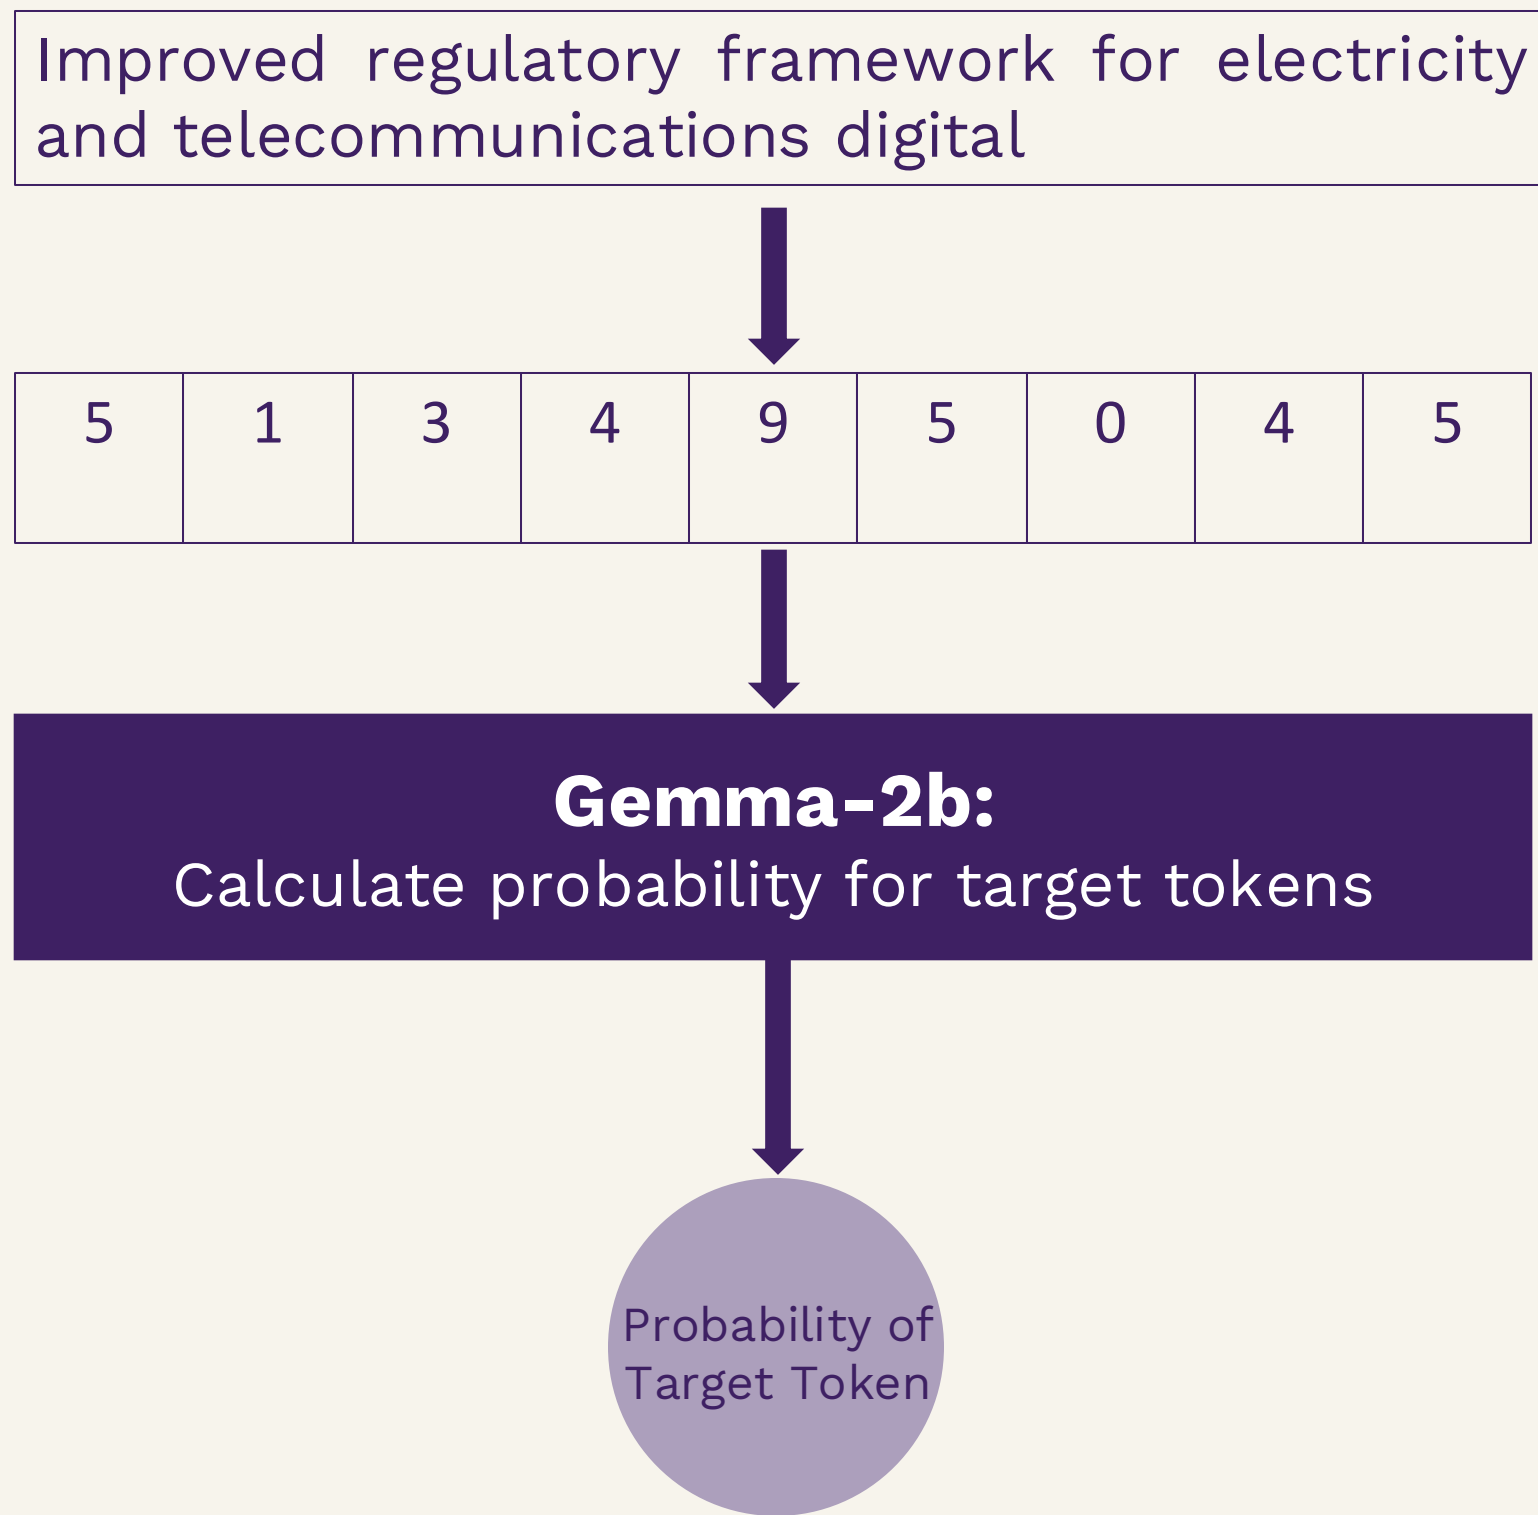 Improved regulatory framework for electricity
and telecommunications digital
5 1 3 4 9 5 0 4 5
Gemma-2b:
Calculate probability for target tokens
Probability of
Target Token